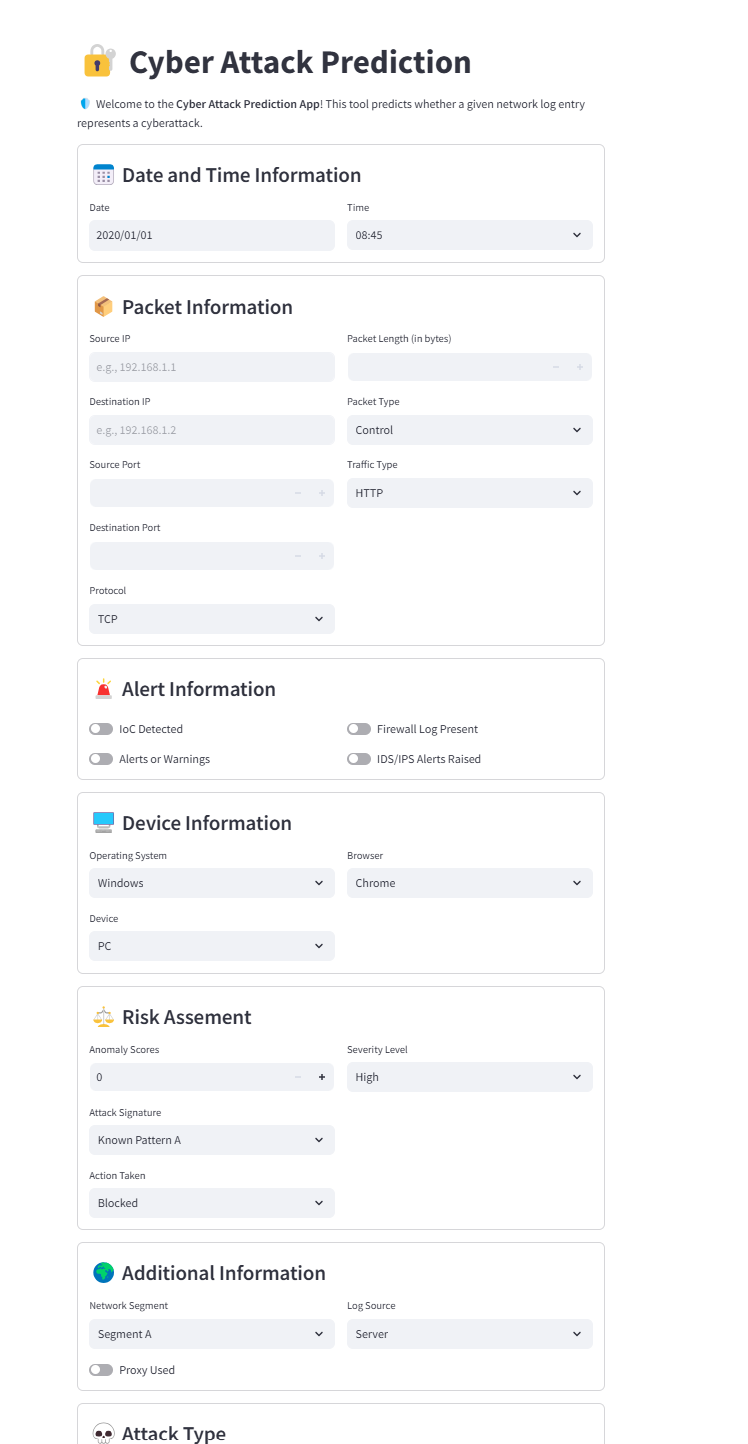 Cyber Attack Prediction
Welcome to the Cyber Attack Prediction App! This tool predicts whether a given network log entry
represents a cyberattack.
Date and Time Information
Date
Time
2020/01/01
08:45
Packet Information
Source IP
Packet Length (in bytes)
e.g., 192.168.1.1
Destination IP
Packet Type
e.g., 192.168.1.2
Control
Source Port
Traffic Type
HTTP
Destination Port
Protocol
TCP
Alert Information
IoC Detected
Firewall Log Present
Alerts or Warnings
IDS/IPS Alerts Raised
Device Information
Operating System
Browser
Windows
Chrome
Device
PC
Risk Assement
Anomaly Scores
Severity Level
0
High
Attack Signature
Known Pattern A
Action Taken
Blocked
Additional Information
Network Segment
Log Source
Segment A
Server
Proxy Used
Attack Type